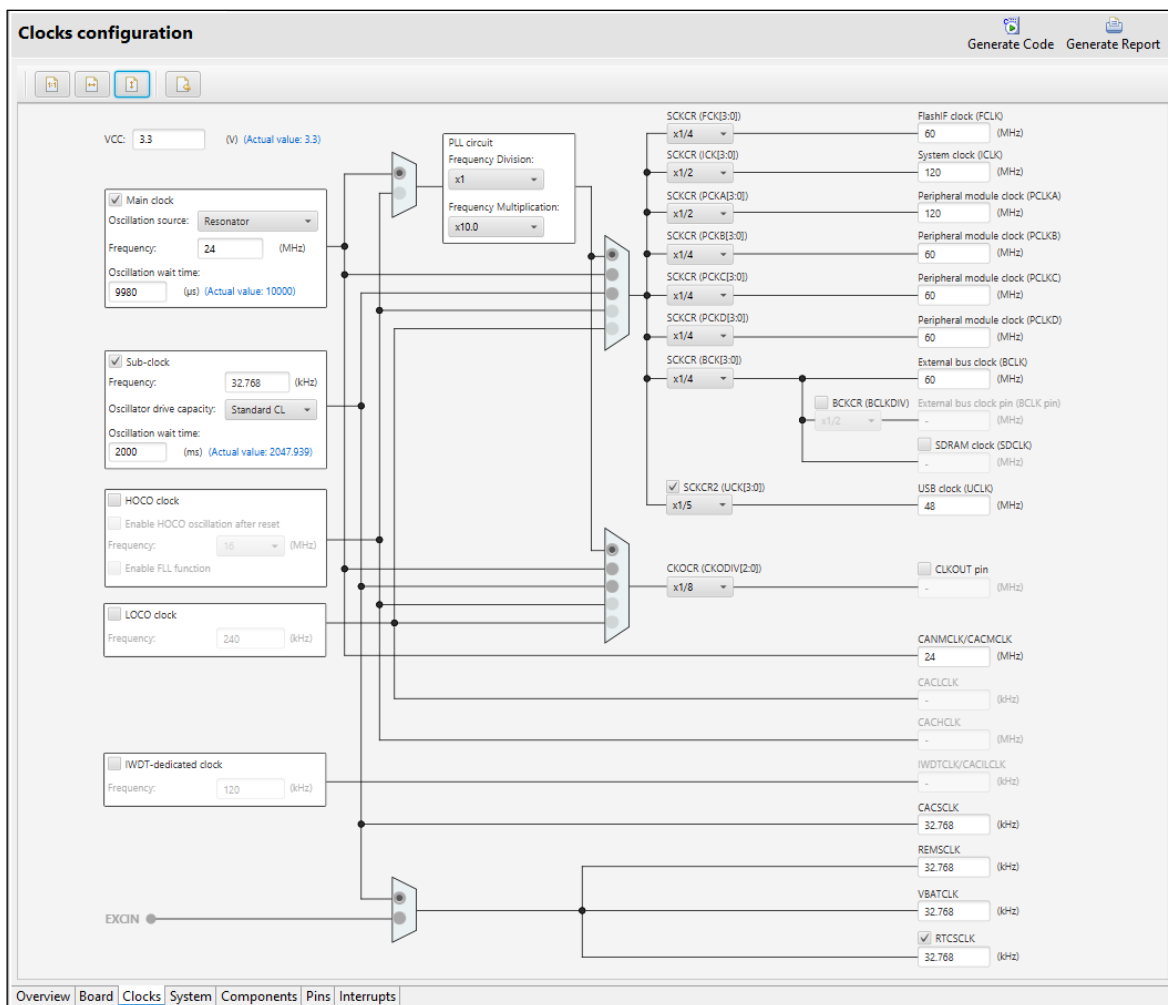 Clocks configuration
Generate Code Generate Report
1:1
VCC: 3.3 (V) (Actual value: 3.3)
Main clock
Oscillation source: Resonator
Frequency: 24 (MHz)
Oscillation wait time:
9980 (µs) (Actual value: 10000)
Sub-clock
Frequency: 32.768 (kHz)
Oscillator drive capacity: Standard CL
Oscillation wait time:
2000 (ms) (Actual value: 2047.939)
HOCO clock
Enable HOCO oscillation after reset
Frequency: 16 (MHz)
Enable FLL function
LOCO clock
Frequency: 240 (kHz)
IWDT-dedicated clock
Frequency: 120 (kHz)
EXCIN
PLL circuit
Frequency Division:
x1
Frequency Multiplication:
x10.0
SCKCR (FCK[3:0])
x1/4
SCKCR (ICK[3:0])
x1/2
SCKCR (PCKA[3:0])
x1/2
SCKCR (PCKB[3:0])
x1/4
SCKCR (PCKC[3:0])
x1/4
SCKCR (PCKD[3:0])
x1/4
SCKCR (BCK[3:0])
x1/4
BCKCR (BCLKDIV)
x1/2
SCKCR2 (UCK[3:0])
x1/5
CKOCR (CKODIV[2:0])
x1/8
FlashIF clock (FCLK)
60 (MHz)
System clock (ICLK)
120 (MHz)
Peripheral module clock (PCLKA)
120 (MHz)
Peripheral module clock (PCLKB)
60 (MHz)
Peripheral module clock (PCLKC)
60 (MHz)
Peripheral module clock (PCLKD)
60 (MHz)
External bus clock (BCLK)
60 (MHz)
External bus clock pin (BCLK pin)
- (MHz)
SDRAM clock (SDCLK)
- (MHz)
USB clock (UCLK)
48 (MHz)
CLKOUT pin
- (MHz)
CANMCLK/CACMCLK
24 (MHz)
CACLCLK
- (kHz)
CACHCLK
- (MHz)
IWDTCLK/CACILCLK
- (kHz)
CACSCLK
32.768 (kHz)
REMSCLK
32.768 (kHz)
VBATCLK
32.768 (kHz)
RTCSCLK
32.768 (kHz)
Overview Board Clocks System Components Pins Interrupts